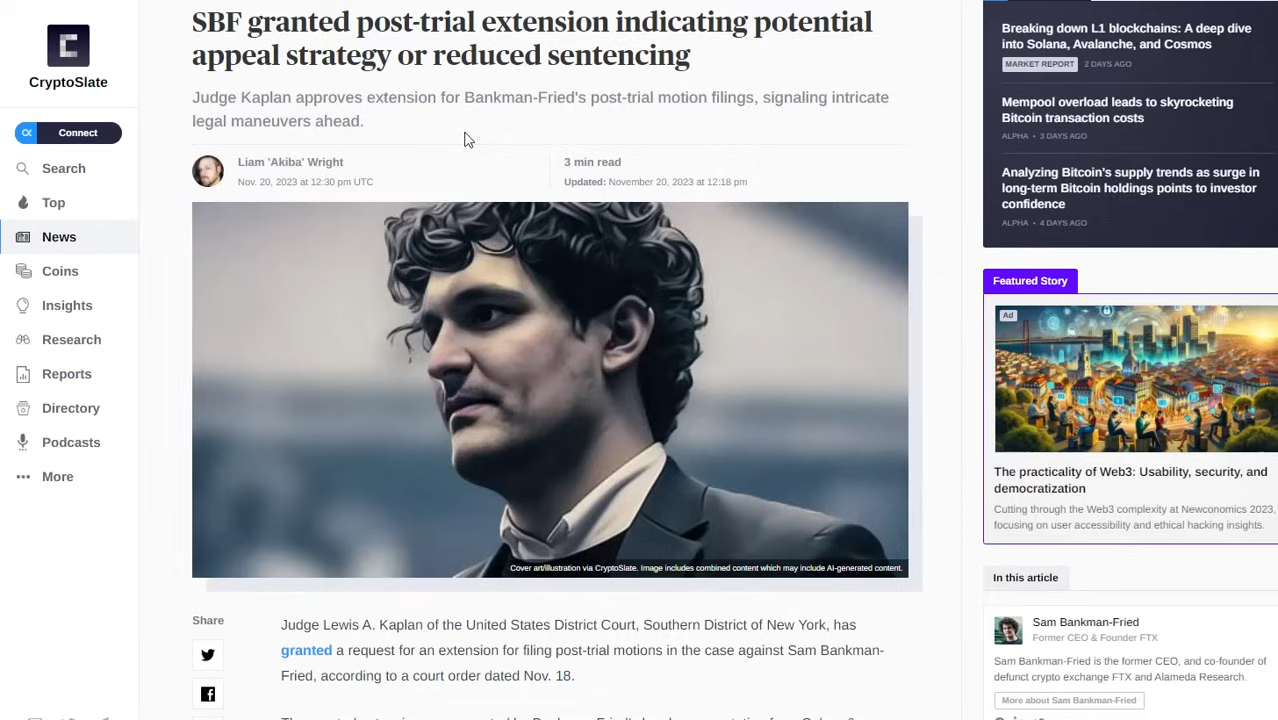 SBF granted post-trial extension indicating potential
appeal strategy or reduced sentencing
Judge Kaplan approves extension for Bankman-Fried's post-trial motion filings, signaling intricate
legal maneuvers ahead.
Liam 'Akiba' Wright
Nov. 20, 2023 at 12:30 pm UTC
3 min read
Updated: November 20, 2023 at 12:18 pm
CryptoSlate
Connect
Search
Top
News
Coins
Insights
Research
Reports
Directory
Podcasts
More
Cover art/illustration via CryptoSlate. Image includes combined content which may include AI-generated content.
Share
Judge Lewis A. Kaplan of the United States District Court, Southern District of New York, has
granted a request for an extension for filing post-trial motions in the case against Sam Bankman-
Fried, according to a court order dated Nov. 18.
Breaking down L1 blockchains: A deep dive
into Solana, Avalanche, and Cosmos
MARKET REPORT 2 DAYS AGO
Mempool overload leads to skyrocketing
Bitcoin transaction costs
ALPHA • 3 DAYS AGO
Analyzing Bitcoin's supply trends as surge in
long-term Bitcoin holdings points to investor
confidence
ALPHA • 4 DAYS AGO
Featured Story
Ad
The practicality of Web3: Usability, security, and
democratization
Cutting through the Web3 complexity at Newconomics 2023,
focusing on user accessibility and ethical hacking insights.
In this article
Sam Bankman-Fried
Former CEO & Founder FTX
Sam Bankman-Fried is the former CEO, and co-founder of
defunct crypto exchange FTX and Alameda Research.
More about Sam Bankman-Fried